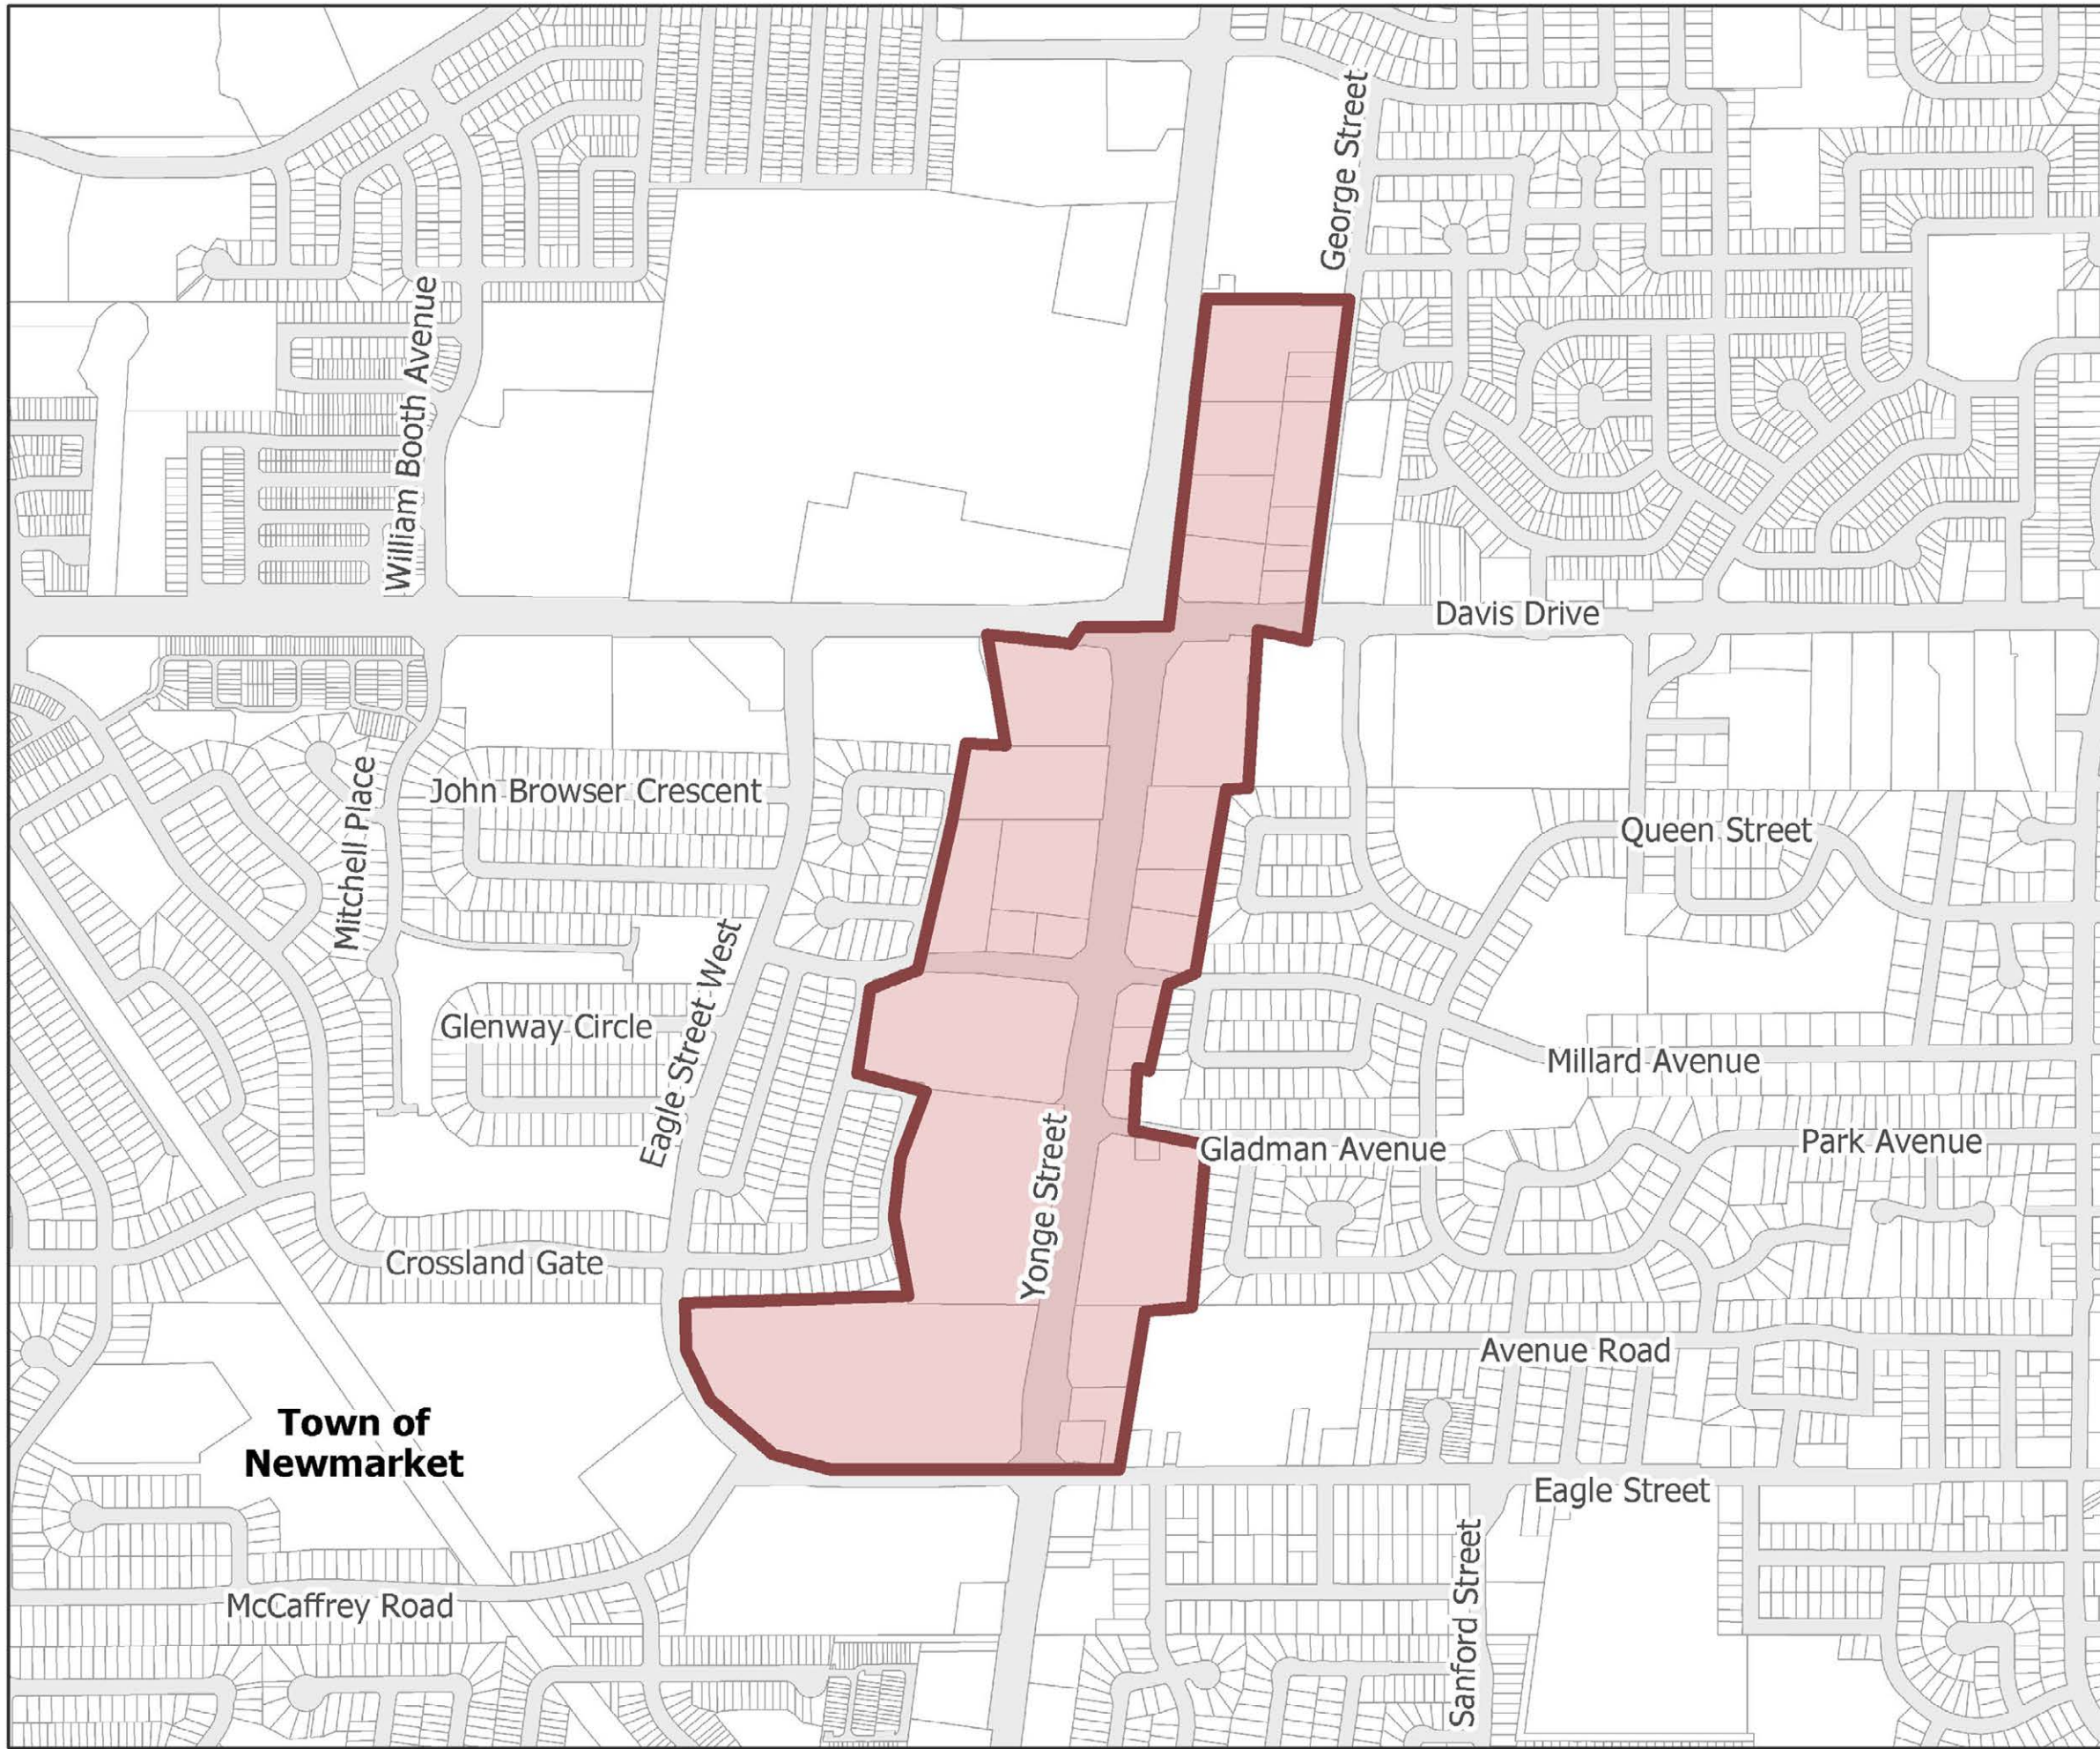 George Street
William Booth Avenue
Davis Drive
Mitchell Place
John Browser Crescent
Queen Street
Eagle Street West
Glenway Circle
Millard Avenue
Yonge Street
Gladman Avenue
Park Avenue
Crossland Gate
Avenue Road
Town of
Newmarket
Eagle Street
Sanford Street
McCaffrey Road